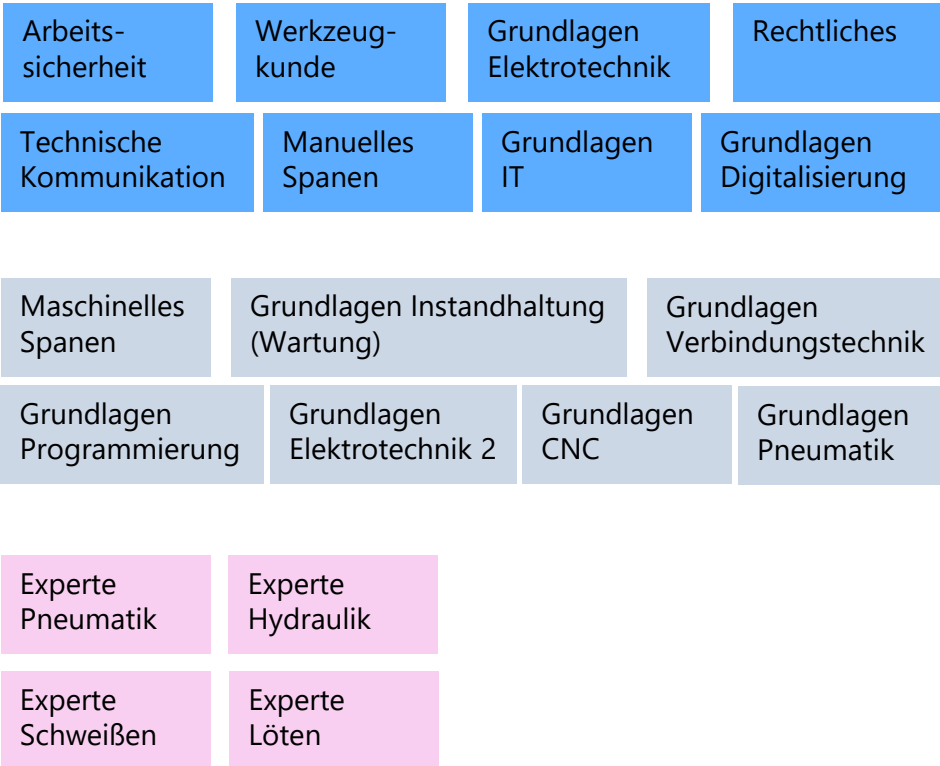 Arbeits-
sicherheit
Werkzeug-
kunde
Grundlagen
Elektrotechnik
Rechtliches
Technische
Kommunikation
Manuelles
Spanen
Grundlagen
IT
Grundlagen
Digitalisierung
Maschinelles
Spanen
Grundlagen Instandhaltung
(Wartung)
Grundlagen
Verbindungstechnik
Grundlagen
Programmierung
Grundlagen
Elektrotechnik 2
Grundlagen
CNC
Grundlagen
Pneumatik
Experte
Pneumatik
Experte
Hydraulik
Experte
Schweißen
Experte
Löten